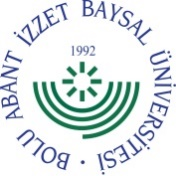 BOLU ABANT İZZET BAYSAL ÜNİVERSİTESİ •
1992